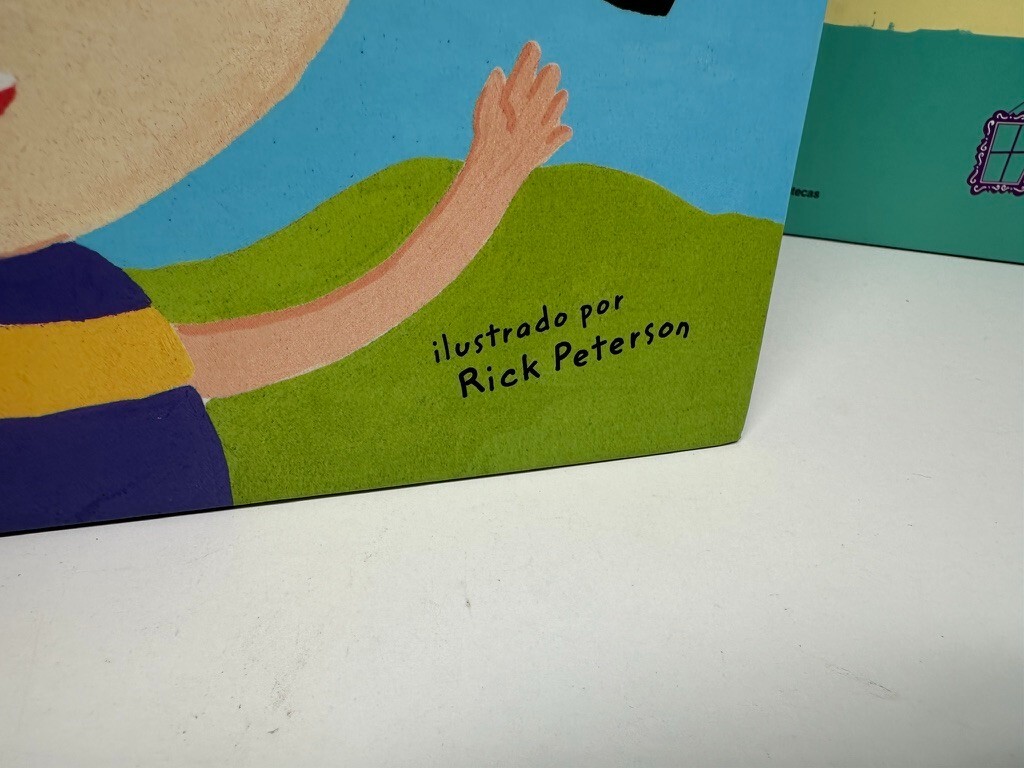 ilustrado por
Rick Peterson